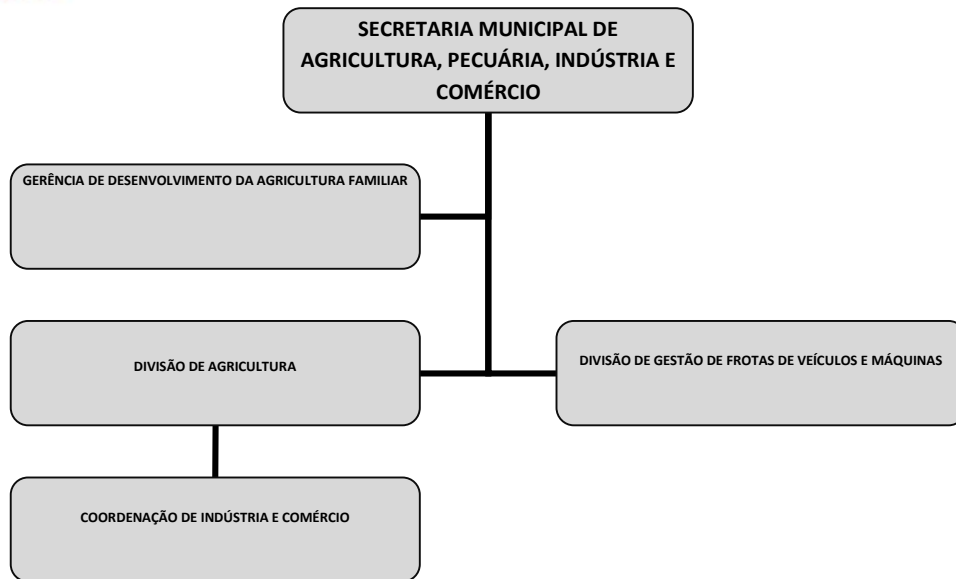 SECRETARIA MUNICIPAL DE
AGRICULTURA, PECUÁRIA, INDÚSTRIA E
COMÉRCIO
GERÊNCIA DE DESENVOLVIMENTO DA AGRICULTURA FAMILIAR
DIVISÃO DE AGRICULTURA
DIVISÃO DE GESTÃO DE FROTAS DE VEÍCULOS E MÁQUINAS
COORDENAÇÃO DE INDÚSTRIA E COMÉRCIO